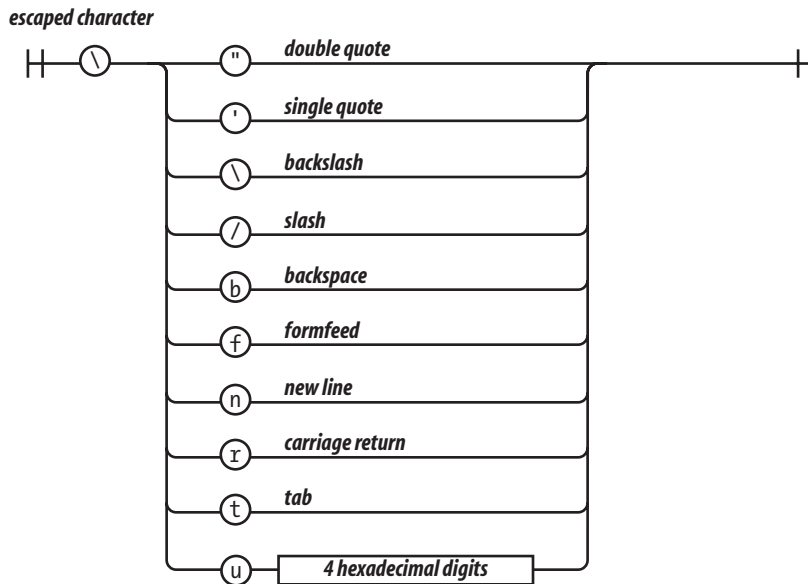 escaped character
\
" double quote
' single quote
\ backslash
/ slash
b backspace
f formfeed
n new line
r carriage return
t tab
u 4 hexadecimal digits